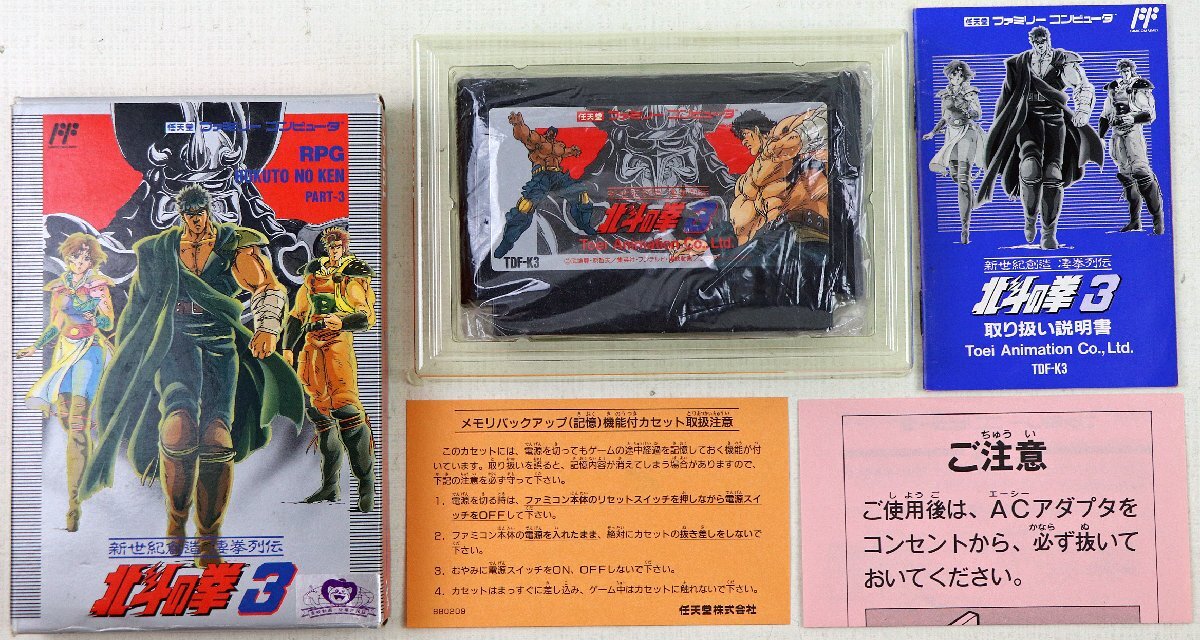 任天堂 ファミリー コンピュータ
RPG
HOKUTO NO KEN
PART-3
新世紀創造 凄拳列伝
北斗の拳3
任天堂 ファミリー コンピュータ
北斗の拳3
Toei Animation Co., Ltd.
TDF-K3
任天堂 ファミリー コンピュータ
新世紀創造 凄拳列伝
北斗の拳3
取り扱い説明書
Toei Animation Co., Ltd.
TDF-K3
メモリバックアップ(記憶)機能付カセット取扱注意
このカセットには、電源を切ってもゲームの途中経過を記憶しておく機能が付
いています。取り扱いを誤ると、記憶内容が消えてしまう場合がありますので、
下記の注意を必ず守って下さい。
1. 電源を切る時は、ファミコン本体のリセットスイッチを押しながら電源スイ
ッチをOFFして下さい。
2. ファミコン本体の電源を入れたまま、絶対にカセットの抜き差しをしないで
下さい。
3. むやみに電源スイッチをON、OFFしないで下さい。
4. カセットはまっすぐに差し込み、ゲーム中はカセットに触れないで下さい。
880209
任天堂株式会社
ちゅう い
ご注意
しようご エーシー
ご使用後は、ACアダプタを
かなら ぬ
コンセントから、必ず抜いて
おいてください。